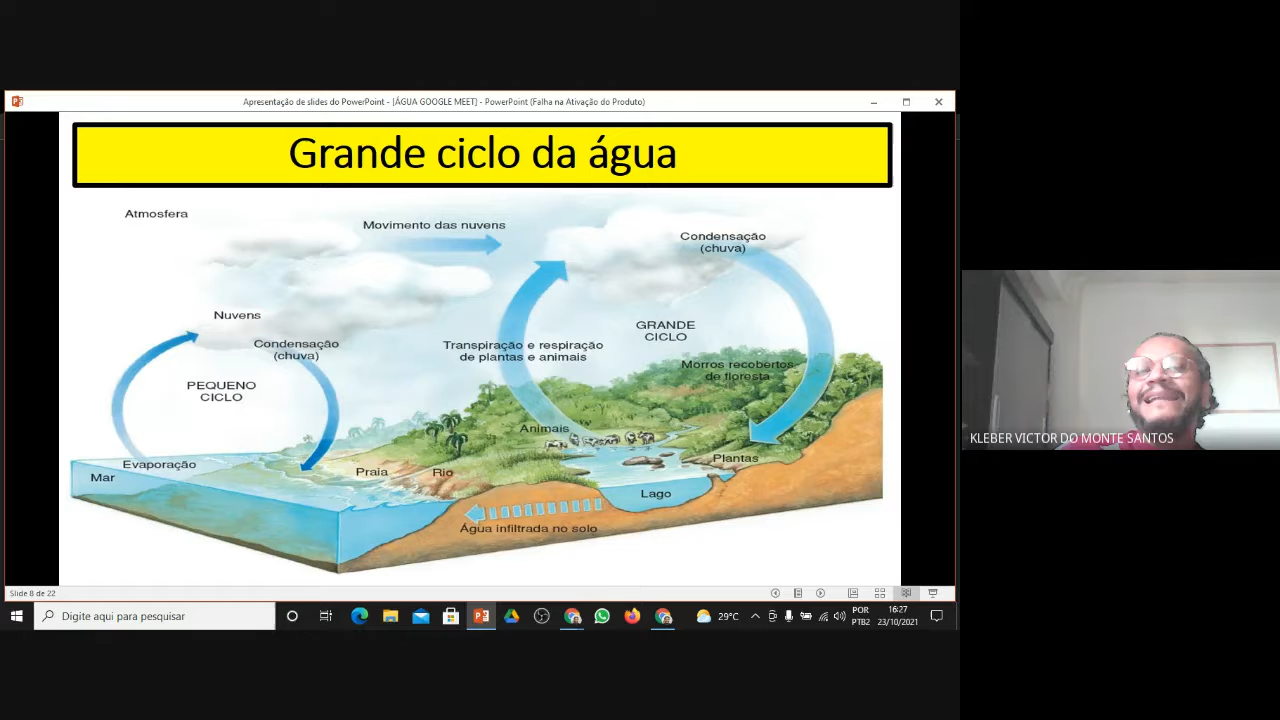 Apresentação de slides do PowerPoint - [ÁGUA GOOGLE MEET] - PowerPoint (Falha na Ativação do Produto)
Grande ciclo da água
Atmosfera
Movimento das nuvens
Condensação
(chuva)
Nuvens
Condensação
(chuva)
GRANDE
CICLO
Transpiração e respiração
de plantas e animais
Morros recobertos
de floresta
PEQUENO
CICLO
Animais
Evaporação
Mar
Praia
Rio
Plantas
Lago
Água infiltrada no solo
KLEBER VICTOR DO MONTE SANTOS
Slide 8 de 22
Digite aqui para pesquisar
29°C
POR
PTB2
16:27
23/10/2021